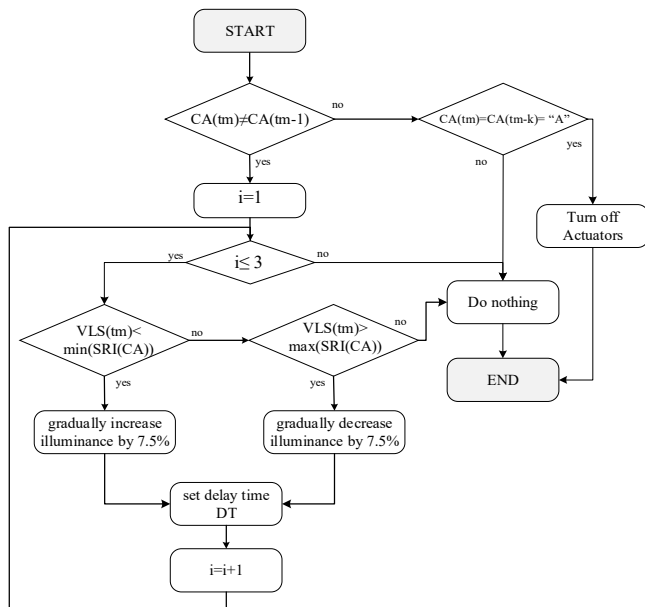 START
CA(tm)≠CA(tm-1)
no
CA(tm)=CA(tm-k)= “A”
yes
no
yes
i=1
Turn off
Actuators
yes
i≤ 3
no
Do nothing
VLS(tm)<
min(SRI(CA))
no
VLS(tm)>
max(SRI(CA))
no
yes
yes
END
gradually increase
illuminance by 7.5%
gradually decrease
illuminance by 7.5%
set delay time
DT
i=i+1